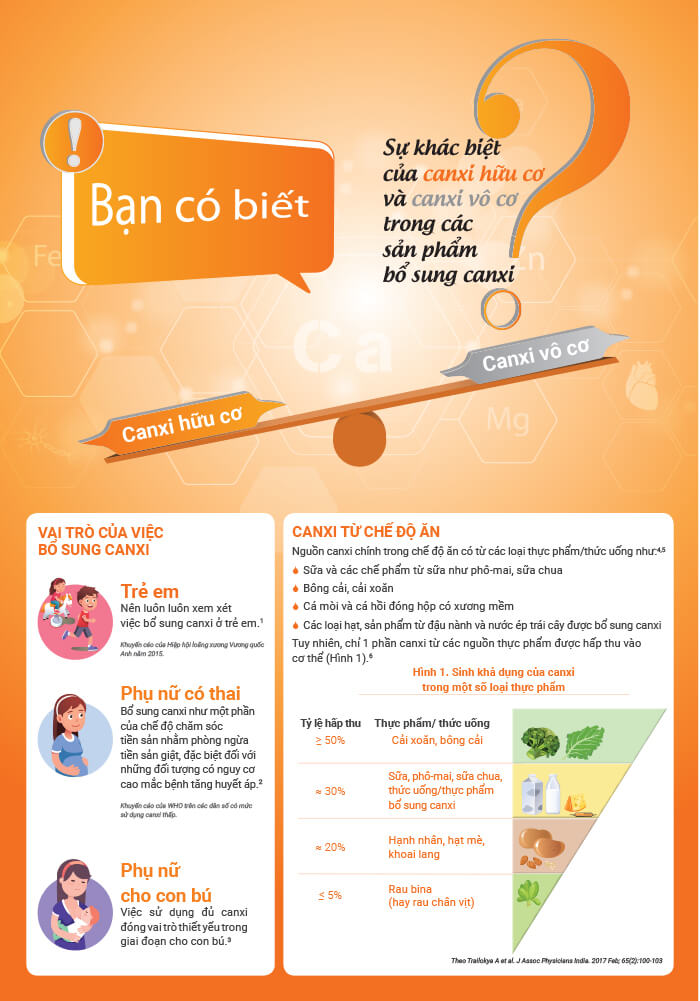 !
Bạn có biết
Sự khác biệt
của canxi hữu cơ
và canxi vô cơ
trong các
sản phẩm
bổ sung canxi
?
Fe
Zn
Ca
Mg
Canxi vô cơ
Canxi hữu cơ
VAI TRÒ CỦA VIỆC
BỔ SUNG CANXI
Trẻ em
Nên luôn luôn xem xét
việc bổ sung canxi ở trẻ em.¹
Khuyến cáo của Hiệp hội loãng xương Vương quốc
Anh năm 2015.
Phụ nữ có thai
Bổ sung canxi như một phần
của chế độ chăm sóc
tiền sản nhằm phòng ngừa
tiền sản giật, đặc biệt đối với
những đối tượng có nguy cơ
cao mắc bệnh tăng huyết áp.²
Khuyến cáo của WHO trên các dân số có mức
sử dụng canxi thấp.
Phụ nữ
cho con bú
Việc sử dụng đủ canxi
đóng vai trò thiết yếu trong
giai đoạn cho con bú.³
CANXI TỪ CHẾ ĐỘ ĂN
Nguồn canxi chính trong chế độ ăn có từ các loại thực phẩm/thức uống như:⁴,⁵
Sữa và các chế phẩm từ sữa như phô-mai, sữa chua
Bông cải, cải xoăn
Cá mòi và cá hồi đóng hộp có xương mềm
Các loại hạt, sản phẩm từ đậu nành và nước ép trái cây được bổ sung canxi
Tuy nhiên, chỉ 1 phần canxi từ các nguồn thực phẩm được hấp thu vào
cơ thể (Hình 1).⁶
Hình 1. Sinh khả dụng của canxi
trong một số loại thực phẩm
Tỷ lệ hấp thu Thực phẩm/ thức uống
≥ 50% Cải xoăn, bông cải
≈ 30% Sữa, phô-mai, sữa chua,
thức uống/thực phẩm
bổ sung canxi
≈ 20% Hạnh nhân, hạt mè,
khoai lang
≤ 5% Rau bina
(hay rau chân vịt)
Theo Trailokya A et al. J Assoc Physicians India. 2017 Feb; 65(2):100-103